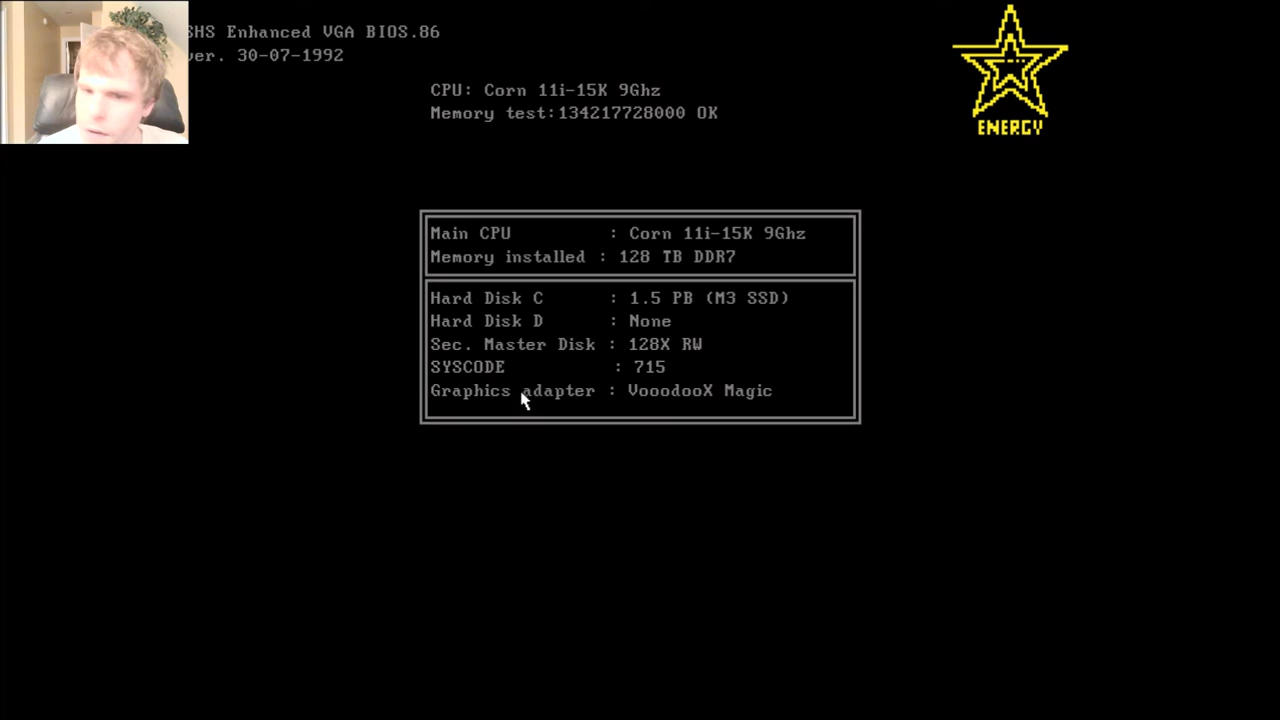 SHS Enhanced VGA BIOS.86
ver. 30-07-1992
ENERGY
CPU: Corn 11i-15K 9Ghz
Memory test:134217728000 OK
Main CPU : Corn 11i-15K 9Ghz
Memory installed : 128 TB DDR7
Hard Disk C : 1.5 PB (M3 SSD)
Hard Disk D : None
Sec. Master Disk : 128X RW
SYSCODE : 715
Graphics adapter : VooodooX Magic